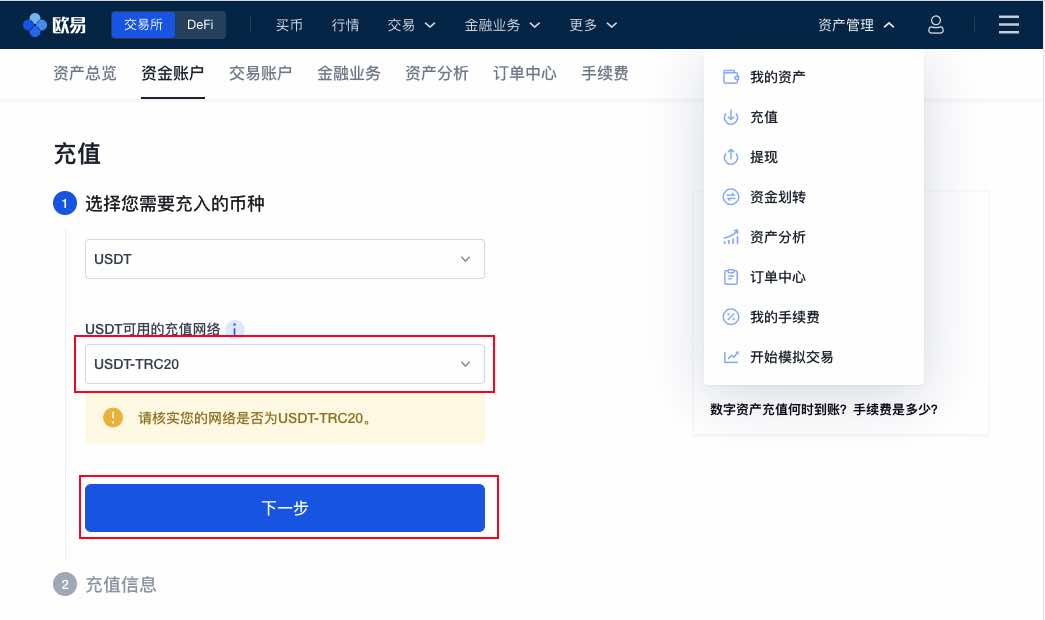 欧易 交易所 DeFi 买币 行情 交易 金融业务 更多 资产管理
资产总览 资金账户 交易账户 金融业务 资产分析 订单中心 手续费
我的资产
充值
提现
资金划转
资产分析
订单中心
我的手续费
开始模拟交易
充值
1 选择您需要充入的币种
USDT
USDT可用的充值网络
USDT-TRC20
请核实您的网络是否为USDT-TRC20。
数字资产充值何时到账？手续费是多少？
下一步
2 充值信息